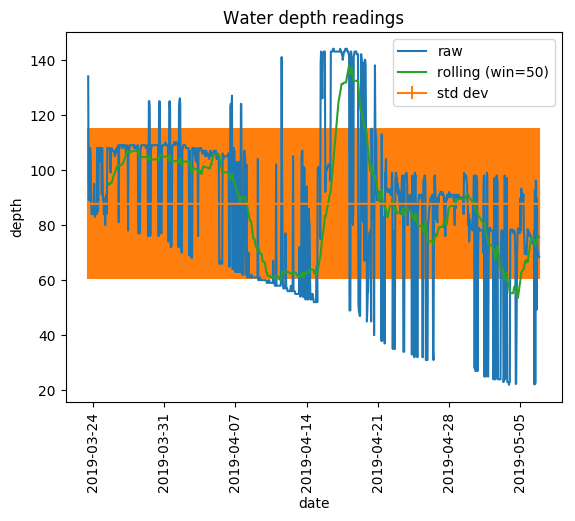 Water depth readings
raw
rolling (win=50)
std dev
140
120
100
80
60
40
20
depth
2019-03-24
2019-03-31
2019-04-07
2019-04-14
2019-04-21
2019-04-28
2019-05-05
date